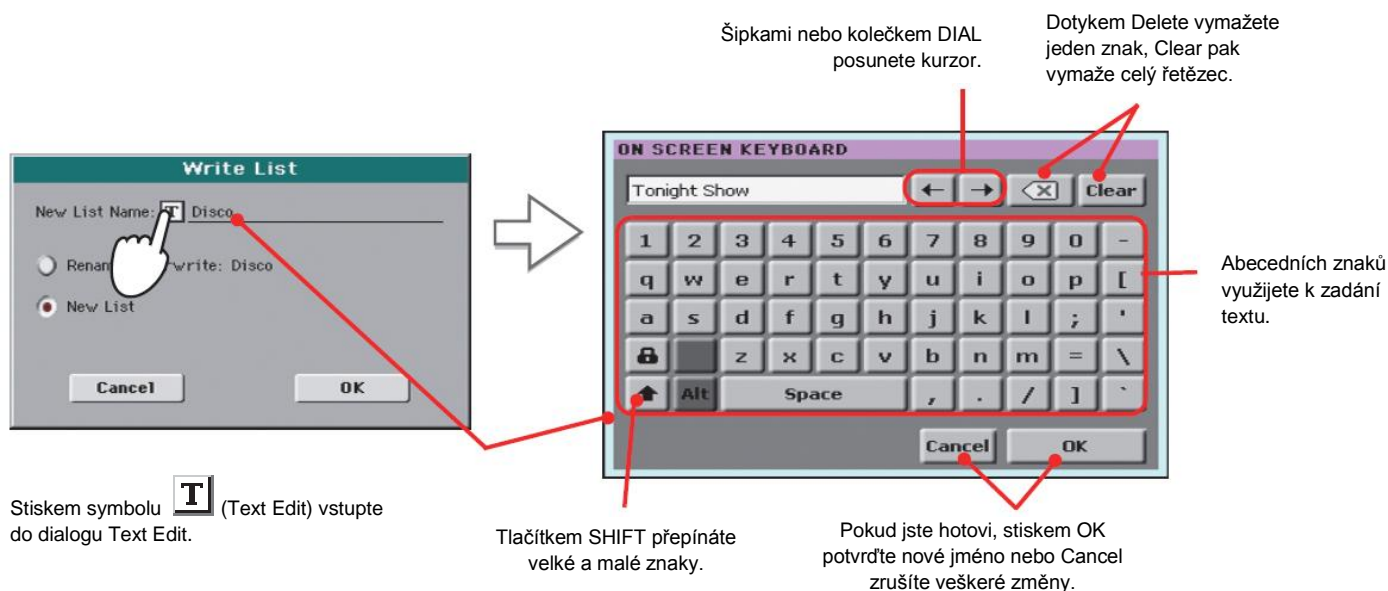 Šipkami nebo kolečkem DIAL
posunete kurzor.
Dotykem Delete vymažete
jeden znak, Clear pak
vymaže celý řetězec.
Write List
New List Name: T Disco
Renam write: Disco
New List
Cancel OK
ON SCREEN KEYBOARD
Tonight Show ← → Clear
1 2 3 4 5 6 7 8 9 0 -
q w e r t y u i o p [
a s d f g h j k l ; '
z x c v b n m = \
Alt Space , . / ] `
Cancel OK
Abecedních znaků
využijete k zadání
textu.
Stiskem symbolu T (Text Edit) vstupte
do dialogu Text Edit.
Tlačítkem SHIFT přepínáte
velké a malé znaky.
Pokud jste hotovi, stiskem OK
potvrďte nové jméno nebo Cancel
zrušíte veškeré změny.